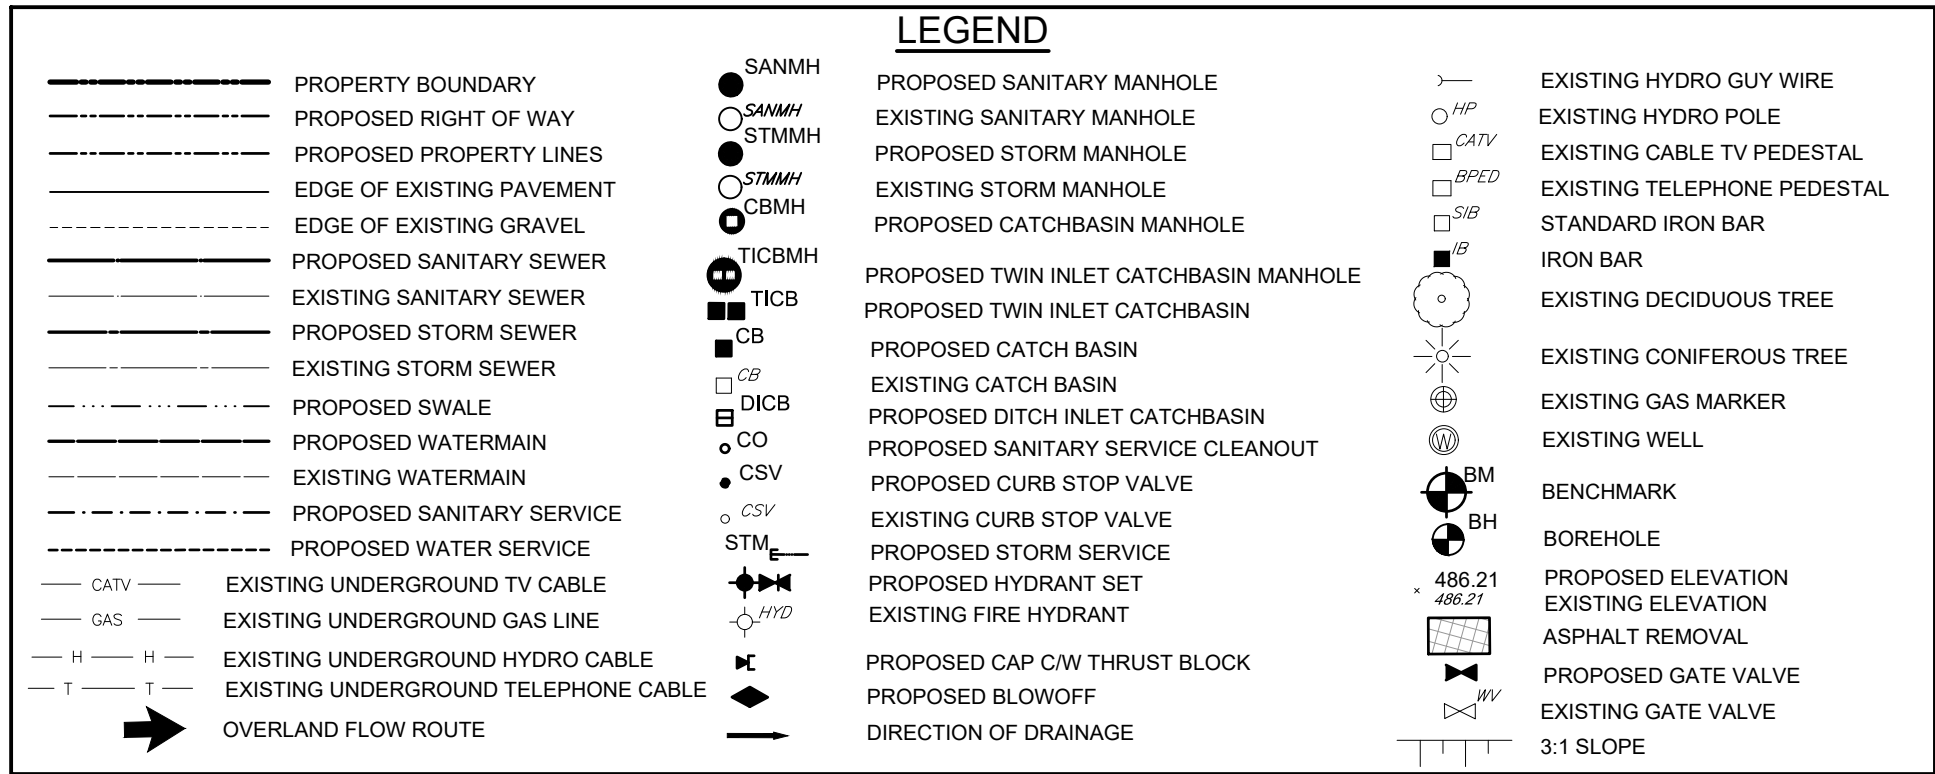 LEGEND
PROPERTY BOUNDARY
PROPOSED RIGHT OF WAY
PROPOSED PROPERTY LINES
EDGE OF EXISTING PAVEMENT
EDGE OF EXISTING GRAVEL
PROPOSED SANITARY SEWER
EXISTING SANITARY SEWER
PROPOSED STORM SEWER
EXISTING STORM SEWER
PROPOSED SWALE
PROPOSED WATERMAIN
EXISTING WATERMAIN
PROPOSED SANITARY SERVICE
PROPOSED WATER SERVICE
CATV EXISTING UNDERGROUND TV CABLE
GAS EXISTING UNDERGROUND GAS LINE
H H EXISTING UNDERGROUND HYDRO CABLE
T T EXISTING UNDERGROUND TELEPHONE CABLE
OVERLAND FLOW ROUTE
SANMH PROPOSED SANITARY MANHOLE
SANMH EXISTING SANITARY MANHOLE
STMMH PROPOSED STORM MANHOLE
STMMH EXISTING STORM MANHOLE
CBMH PROPOSED CATCHBASIN MANHOLE
TICBMH PROPOSED TWIN INLET CATCHBASIN MANHOLE
TICB PROPOSED TWIN INLET CATCHBASIN
CB PROPOSED CATCH BASIN
CB EXISTING CATCH BASIN
DICB PROPOSED DITCH INLET CATCHBASIN
CO PROPOSED SANITARY SERVICE CLEANOUT
CSV PROPOSED CURB STOP VALVE
CSV EXISTING CURB STOP VALVE
STM PROPOSED STORM SERVICE
PROPOSED HYDRANT SET
HYD EXISTING FIRE HYDRANT
PROPOSED CAP C/W THRUST BLOCK
PROPOSED BLOWOFF
DIRECTION OF DRAINAGE
EXISTING HYDRO GUY WIRE
HP EXISTING HYDRO POLE
CATV EXISTING CABLE TV PEDESTAL
BPED EXISTING TELEPHONE PEDESTAL
SIB STANDARD IRON BAR
IB IRON BAR
EXISTING DECIDUOUS TREE
EXISTING CONIFEROUS TREE
EXISTING GAS MARKER
W EXISTING WELL
BM BENCHMARK
BH BOREHOLE
486.21 PROPOSED ELEVATION
486.21 EXISTING ELEVATION
ASPHALT REMOVAL
PROPOSED GATE VALVE
WV EXISTING GATE VALVE
3:1 SLOPE